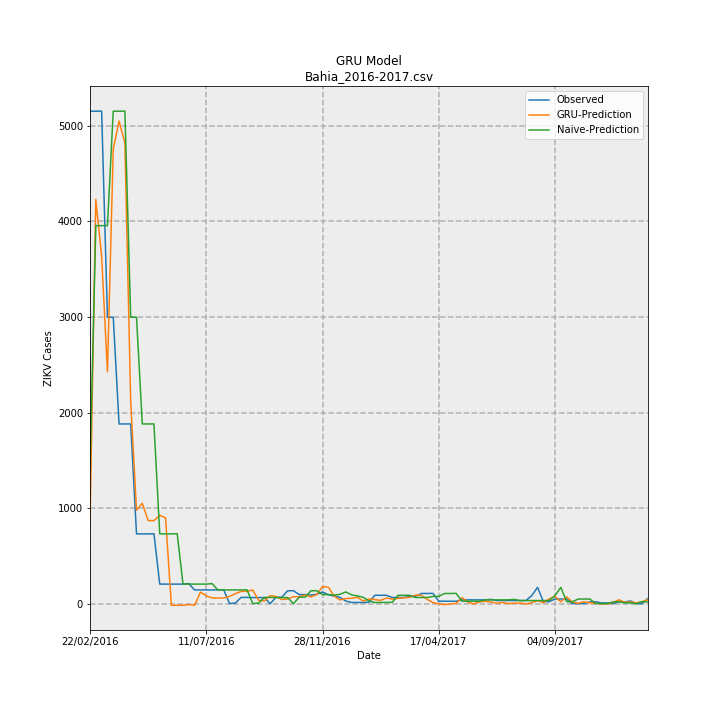 GRU Model
Bahia_2016-2017.csv
Observed
GRU-Prediction
Naive-Prediction
5000
4000
3000
2000
1000
0
ZIKV Cases
22/02/2016
11/07/2016
28/11/2016
17/04/2017
04/09/2017
Date